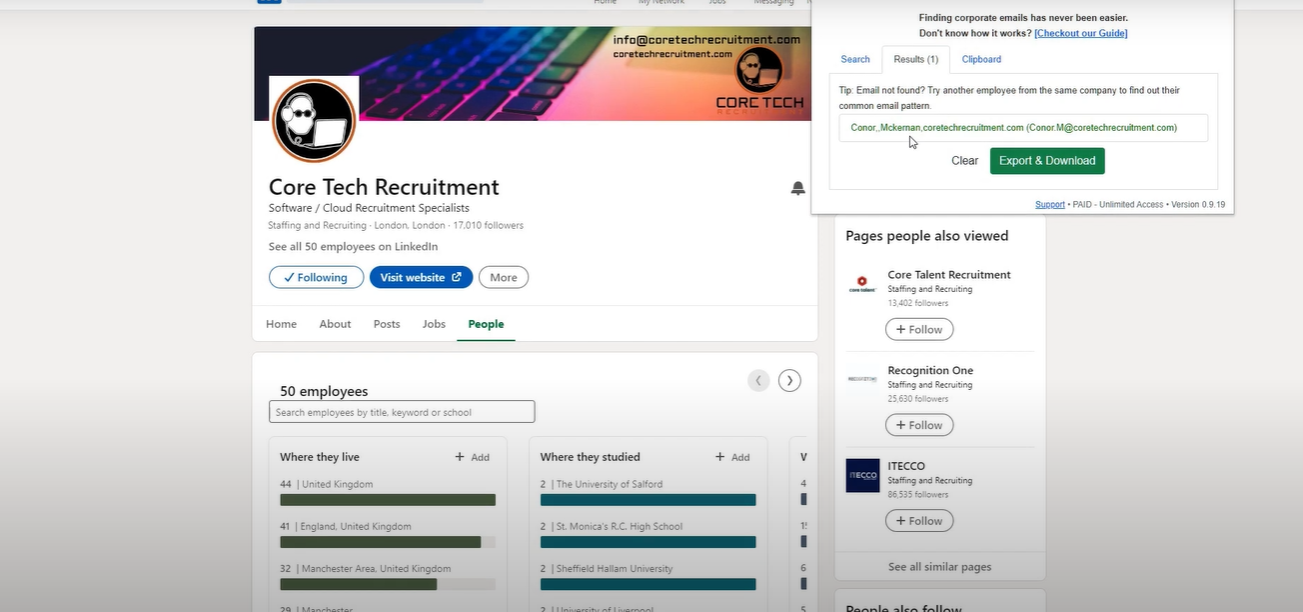 Home My Network Jobs Messaging
info@coretechrecruitment.com
coretechrecruitment.com
CORE TECH
RECRUITMENT
Core Tech Recruitment
Software / Cloud Recruitment Specialists
Staffing and Recruiting · London, London · 17,010 followers
See all 50 employees on LinkedIn
✓ Following Visit website More
Home About Posts Jobs People
50 employees
Search employees by title, keyword or school
Where they live + Add
44 | United Kingdom
41 | England, United Kingdom
32 | Manchester Area, United Kingdom
29 | Manchester
Where they studied + Add
2 | The University of Salford
2 | St. Monica's R.C. High School
2 | Sheffield Hallam University
2 | University of Liverpool
Finding corporate emails has never been easier.
Don't know how it works? [Checkout our Guide]
Search Results (1) Clipboard
Tip: Email not found? Try another employee from the same company to find out their
common email pattern.
Conor_Mckernan,coretechrecruitment.com (Conor.M@coretechrecruitment.com)
Clear Export & Download
Support • PAID - Unlimited Access • Version 0.9.19
Pages people also viewed
Core Talent Recruitment
Staffing and Recruiting
13,402 followers
+ Follow
Recognition One
Staffing and Recruiting
25,630 followers
+ Follow
ITECCO
ITECCO
Staffing and Recruiting
86,535 followers
+ Follow
See all similar pages
People also follow